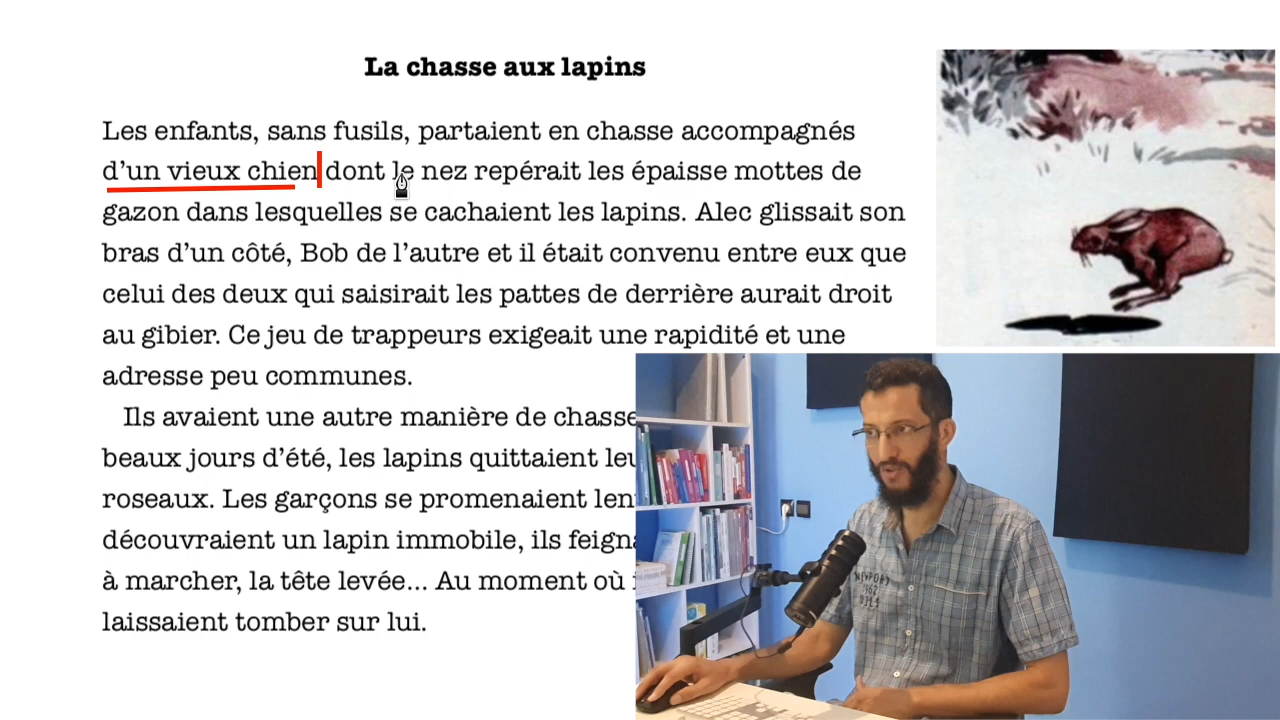 La chasse aux lapins
Les enfants, sans fusils, partaient en chasse accompagnés
d’un vieux chien dont le nez repérait les épaisse mottes de
gazon dans lesquelles se cachaient les lapins. Alec glissait son
bras d’un côté, Bob de l’autre et il était convenu entre eux que
celui des deux qui saisirait les pattes de derrière aurait droit
au gibier. Ce jeu de trappeurs exigeait une rapidité et une
adresse peu communes.
Ils avaient une autre manière de chasse
beaux jours d’été, les lapins quittaient
roseaux. Les garçons se promenaient
découvraient un lapin immobile, ils
à marcher, la tête levée... Au moment où
laissaient tomber sur lui.
NEWPORT
1962